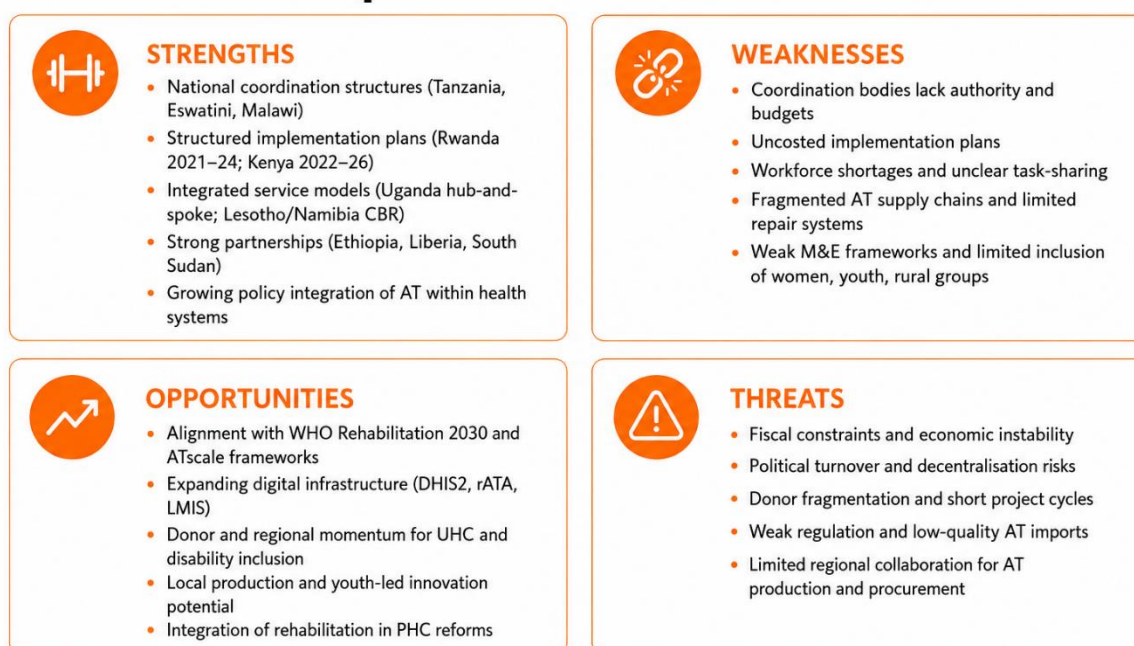 STRENGTHS
• National coordination structures (Tanzania,
Eswatini, Malawi)
• Structured implementation plans (Rwanda
2021–24; Kenya 2022–26)
• Integrated service models (Uganda hub-and-
spoke; Lesotho/Namibia CBR)
• Strong partnerships (Ethiopia, Liberia, South
Sudan)
• Growing policy integration of AT within health
systems
WEAKNESSES
• Coordination bodies lack authority and
budgets
• Uncosted implementation plans
• Workforce shortages and unclear task-sharing
• Fragmented AT supply chains and limited
repair systems
• Weak M&E frameworks and limited inclusion
of women, youth, rural groups
OPPORTUNITIES
• Alignment with WHO Rehabilitation 2030 and
ATscale frameworks
• Expanding digital infrastructure (DHIS2, rATA,
LMIS)
• Donor and regional momentum for UHC and
disability inclusion
• Local production and youth-led innovation
potential
• Integration of rehabilitation in PHC reforms
THREATS
• Fiscal constraints and economic instability
• Political turnover and decentralisation risks
• Donor fragmentation and short project cycles
• Weak regulation and low-quality AT imports
• Limited regional collaboration for AT
production and procurement